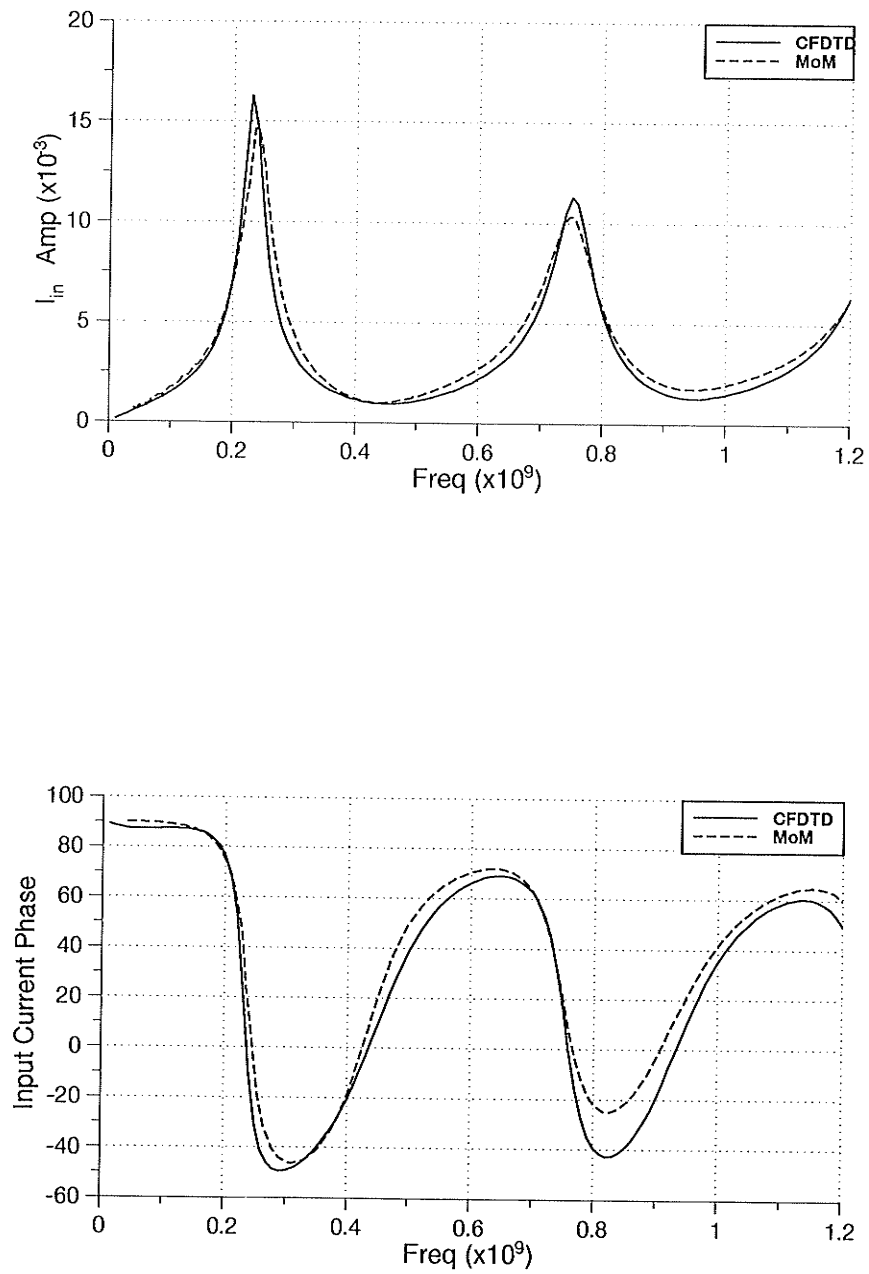 20
15
10
5
0
I_in Amp (x10^-3)
CFDTD
MoM
0 0.2 0.4 0.6 0.8 1 1.2
Freq (x10^9)
100
80
60
40
20
0
-20
-40
-60
Input Current Phase
CFDTD
MoM
0 0.2 0.4 0.6 0.8 1 1.2
Freq (x10^9)